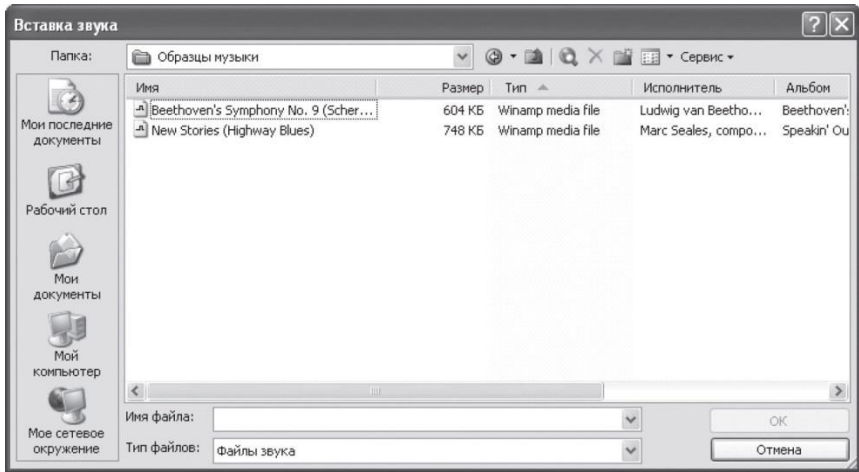 Вставка звука
Папка: Образцы музыки Сервис
Имя Размер Тип Исполнитель Альбом
Beethoven's Symphony No. 9 (Scher... 604 КБ Winamp media file Ludwig van Beetho... Beethoven's
New Stories (Highway Blues) 748 КБ Winamp media file Marc Seales, compo... Speakin' Ou
Мои последние
документы
Рабочий стол
Мои
документы
Мой
компьютер
Мое сетевое
окружение
Имя файла: ОК
Тип файлов: Файлы звука Отмена